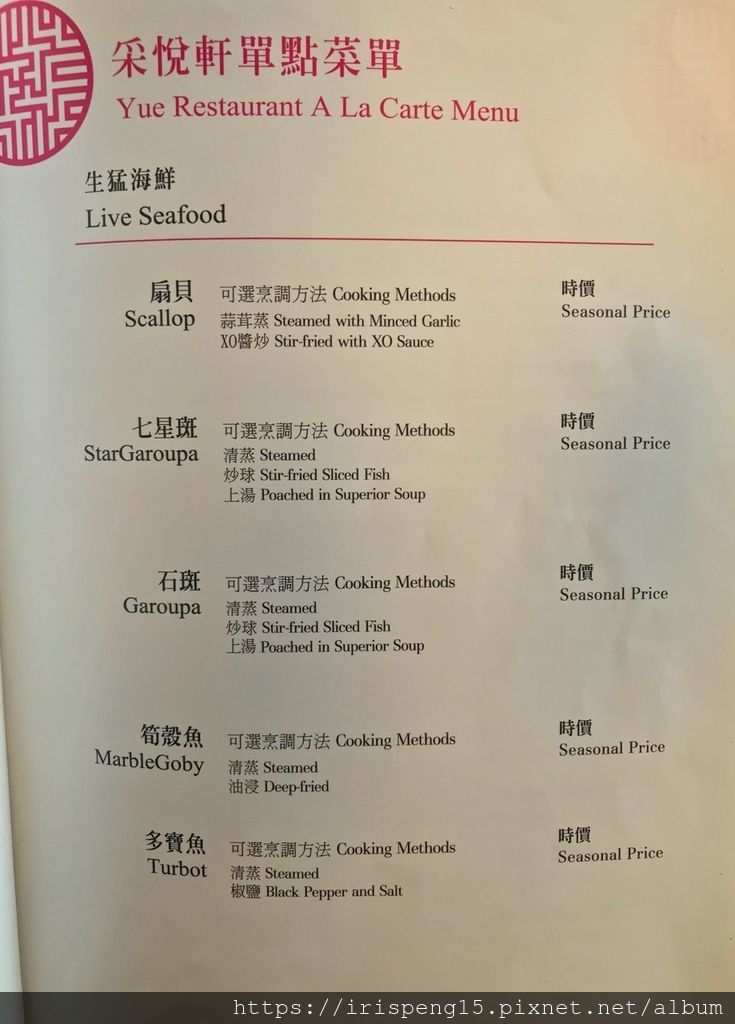 采悅軒單點菜單
Yue Restaurant A La Carte Menu
生猛海鮮
Live Seafood
扇貝 可選烹調方法 Cooking Methods 時價
Scallop 蒜茸蒸 Steamed with Minced Garlic Seasonal Price
XO醬炒 Stir-fried with XO Sauce
七星斑 可選烹調方法 Cooking Methods 時價
StarGaroupa 清蒸 Steamed Seasonal Price
炒球 Stir-fried Sliced Fish
上湯 Poached in Superior Soup
石斑 可選烹調方法 Cooking Methods 時價
Garoupa 清蒸 Steamed Seasonal Price
炒球 Stir-fried Sliced Fish
上湯 Poached in Superior Soup
筍殼魚 可選烹調方法 Cooking Methods 時價
MarbleGoby 清蒸 Steamed Seasonal Price
油浸 Deep-fried
多寶魚 可選烹調方法 Cooking Methods 時價
Turbot 清蒸 Steamed Seasonal Price
椒鹽 Black Pepper and Salt
https://irispeng15.pixnet.net/album